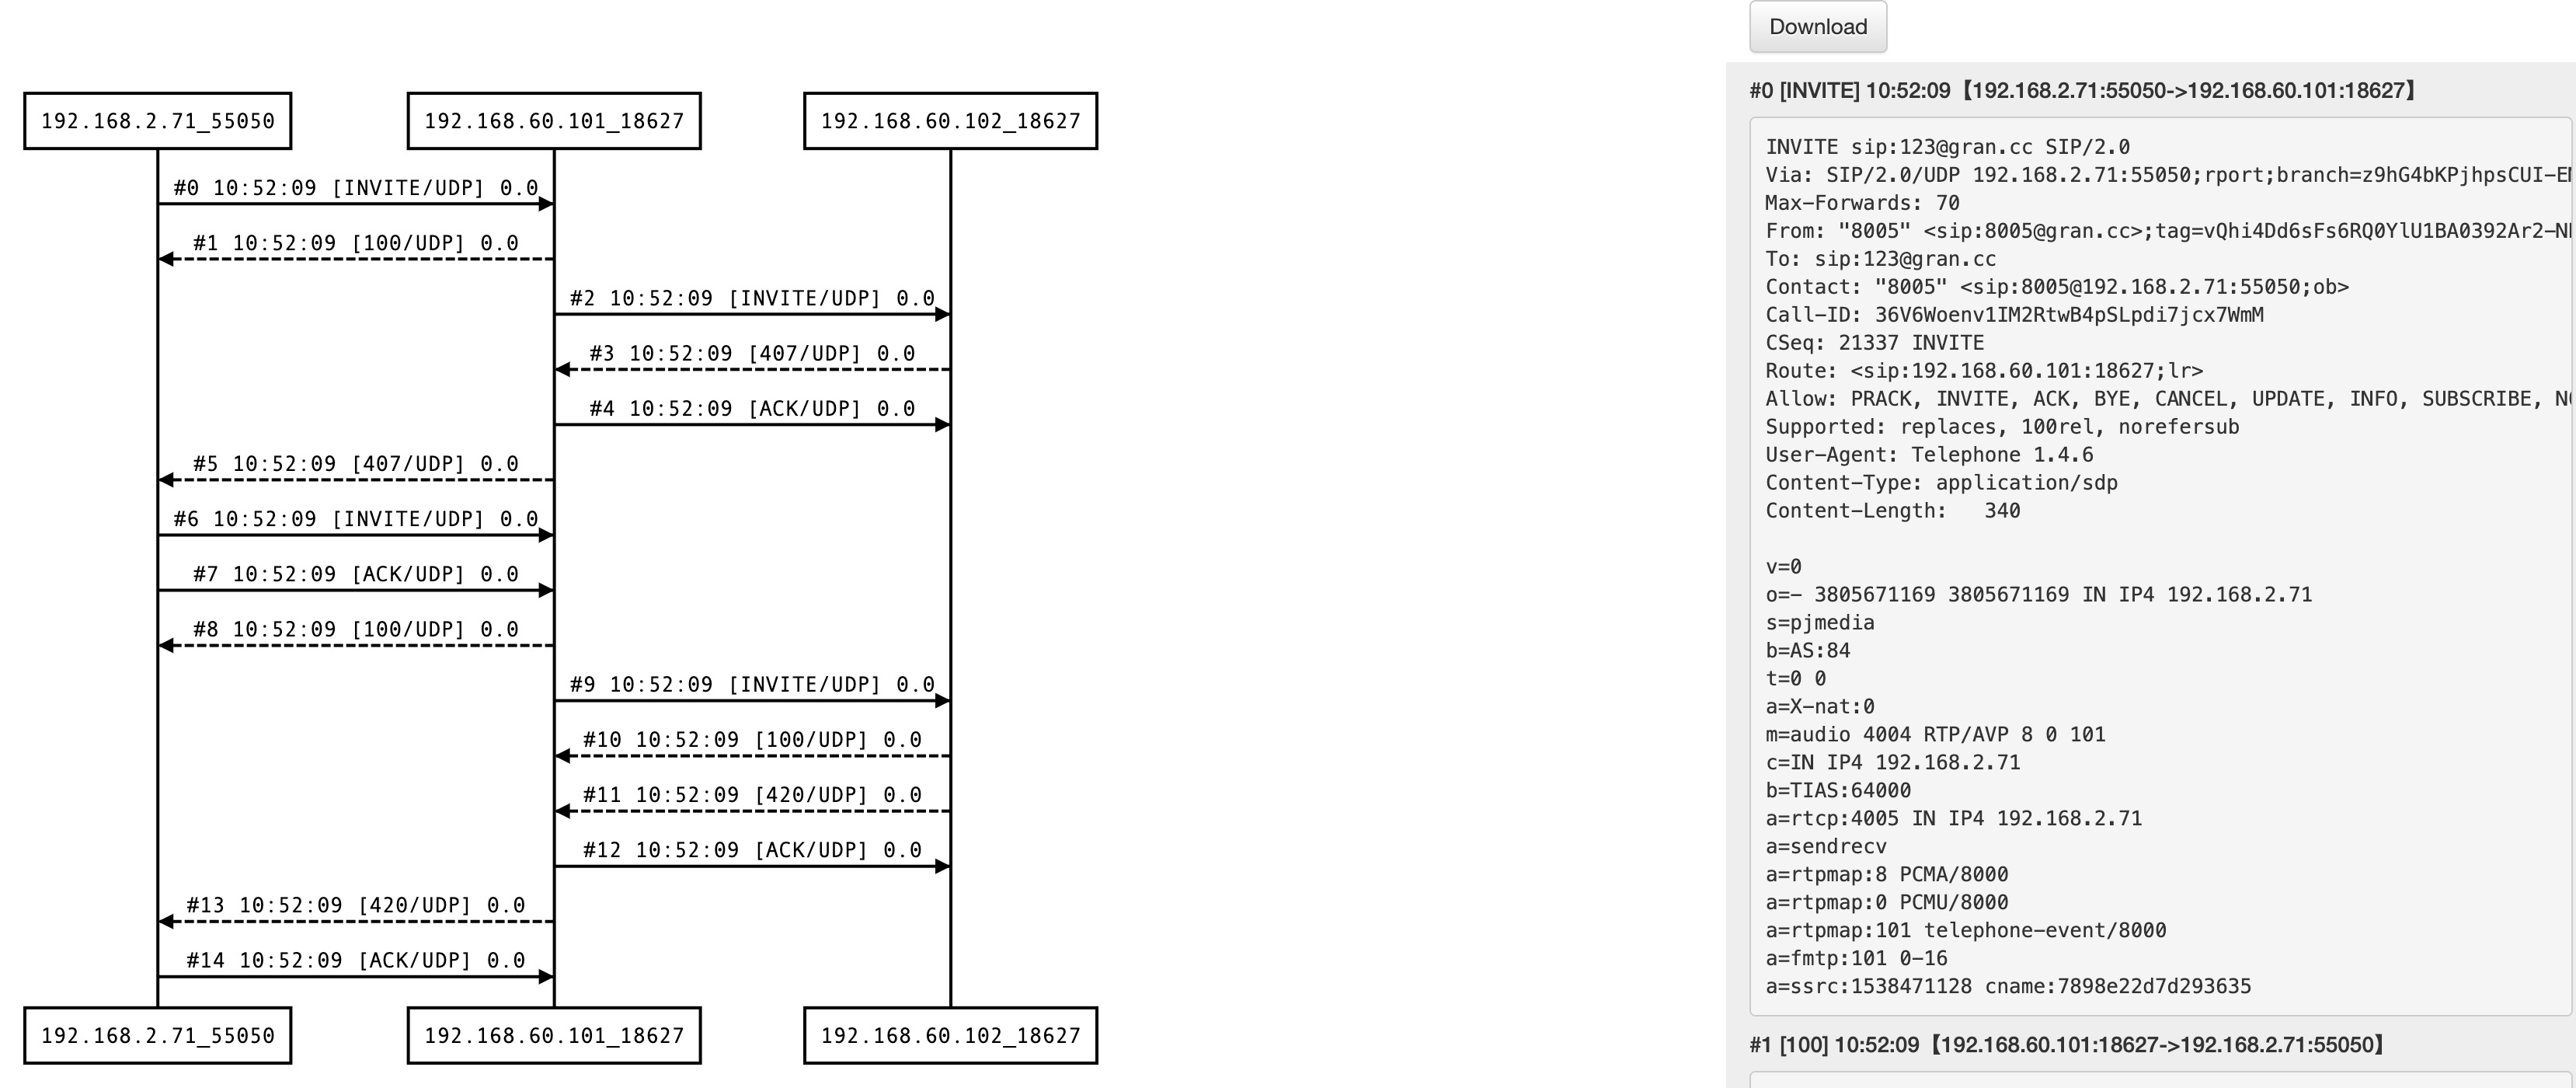 192.168.2.71_55050
192.168.60.101_18627
192.168.60.102_18627
#0 10:52:09 [INVITE/UDP] 0.0
#1 10:52:09 [100/UDP] 0.0
#2 10:52:09 [INVITE/UDP] 0.0
#3 10:52:09 [407/UDP] 0.0
#4 10:52:09 [ACK/UDP] 0.0
#5 10:52:09 [407/UDP] 0.0
#6 10:52:09 [INVITE/UDP] 0.0
#7 10:52:09 [ACK/UDP] 0.0
#8 10:52:09 [100/UDP] 0.0
#9 10:52:09 [INVITE/UDP] 0.0
#10 10:52:09 [100/UDP] 0.0
#11 10:52:09 [420/UDP] 0.0
#12 10:52:09 [ACK/UDP] 0.0
#13 10:52:09 [420/UDP] 0.0
#14 10:52:09 [ACK/UDP] 0.0
192.168.2.71_55050
192.168.60.101_18627
192.168.60.102_18627
Download
#0 [INVITE] 10:52:09【192.168.2.71:55050->192.168.60.101:18627】
INVITE sip:123@gran.cc SIP/2.0
Via: SIP/2.0/UDP 192.168.2.71:55050;rport;branch=z9hG4bKPjhpsCUI-E
Max-Forwards: 70
From: "8005" <sip:8005@gran.cc>;tag=vQhi4Dd6sFs6RQ0YlU1BA0392Ar2-N
To: sip:123@gran.cc
Contact: "8005" <sip:8005@192.168.2.71:55050;ob>
Call-ID: 36V6Woenv1IM2RtwB4pSLpdi7jcx7WmM
CSeq: 21337 INVITE
Route: <sip:192.168.60.101:18627;lr>
Allow: PRACK, INVITE, ACK, BYE, CANCEL, UPDATE, INFO, SUBSCRIBE, N
Supported: replaces, 100rel, norefersub
User-Agent: Telephone 1.4.6
Content-Type: application/sdp
Content-Length:   340
v=0
o=- 3805671169 3805671169 IN IP4 192.168.2.71
s=pjmedia
b=AS:84
t=0 0
a=X-nat:0
m=audio 4004 RTP/AVP 8 0 101
c=IN IP4 192.168.2.71
b=TIAS:64000
a=rtcp:4005 IN IP4 192.168.2.71
a=sendrecv
a=rtpmap:8 PCMA/8000
a=rtpmap:0 PCMU/8000
a=rtpmap:101 telephone-event/8000
a=fmtp:101 0-16
a=ssrc:1538471128 cname:7898e22d7d293635
#1 [100] 10:52:09【192.168.60.101:18627->192.168.2.71:55050】